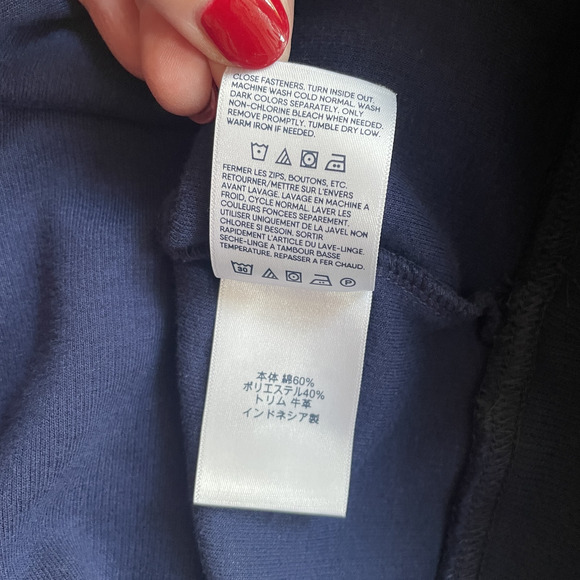 CLOSE FASTENERS, TURN INSIDE OUT.
MACHINE WASH COLD NORMAL. WASH
DARK COLORS SEPARATELY. ONLY
NON-CHLORINE BLEACH WHEN NEEDED.
REMOVE PROMPTLY. TUMBLE DRY LOW.
WARM IRON IF NEEDED.
FERMER LES ZIPS, BOUTONS, ETC.
RETOURNER/METTRE SUR L'ENVERS
AVANT LAVAGE. LAVAGE EN MACHINE A
FROID, CYCLE NORMAL. LAVER LES
COULEURS FONCÉES SEPAREMENT.
UTILISER UNIQUEMENT DE LA JAVEL NON
CHLOREE SI BESOIN. SORTIR
RAPIDEMENT L'ARTICLE DU LAVE-LINGE.
SECHE-LINGE A TAMBOUR BASSE
TEMPERATURE. REPASSER A FER CHAUD.
30 P
本体 綿60%
ポリエステル40%
トリム 牛革
インドネシア製